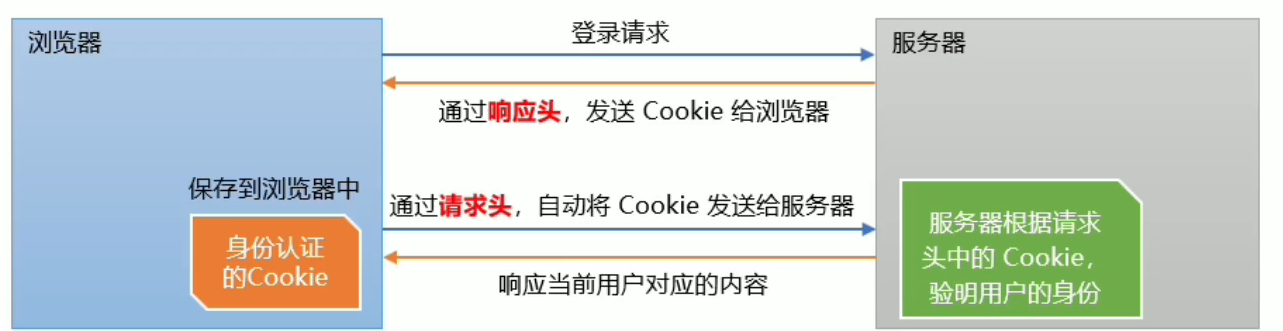 浏览器
登录请求
服务器
通过响应头，发送 Cookie 给浏览器
保存到浏览器中
通过请求头，自动将 Cookie 发送给服务器
身份认证
的Cookie
服务器根据请求
头中的 Cookie，
验明用户的身份
响应当前用户对应的内容